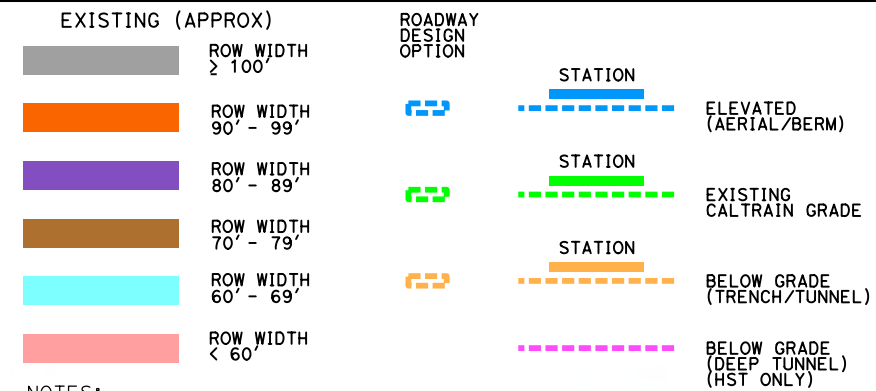 EXISTING (APPROX)
ROW WIDTH
≥ 100'
ROW WIDTH
90' - 99'
ROW WIDTH
80' - 89'
ROW WIDTH
70' - 79'
ROW WIDTH
60' - 69'
ROW WIDTH
< 60'
NOTES:
ROADWAY
DESIGN
OPTION
STATION
ELEVATED
(AERIAL/BERM)
STATION
EXISTING
CALTRAIN GRADE
STATION
BELOW GRADE
(TRENCH/TUNNEL)
BELOW GRADE
(DEEP TUNNEL)
(HST ONLY)